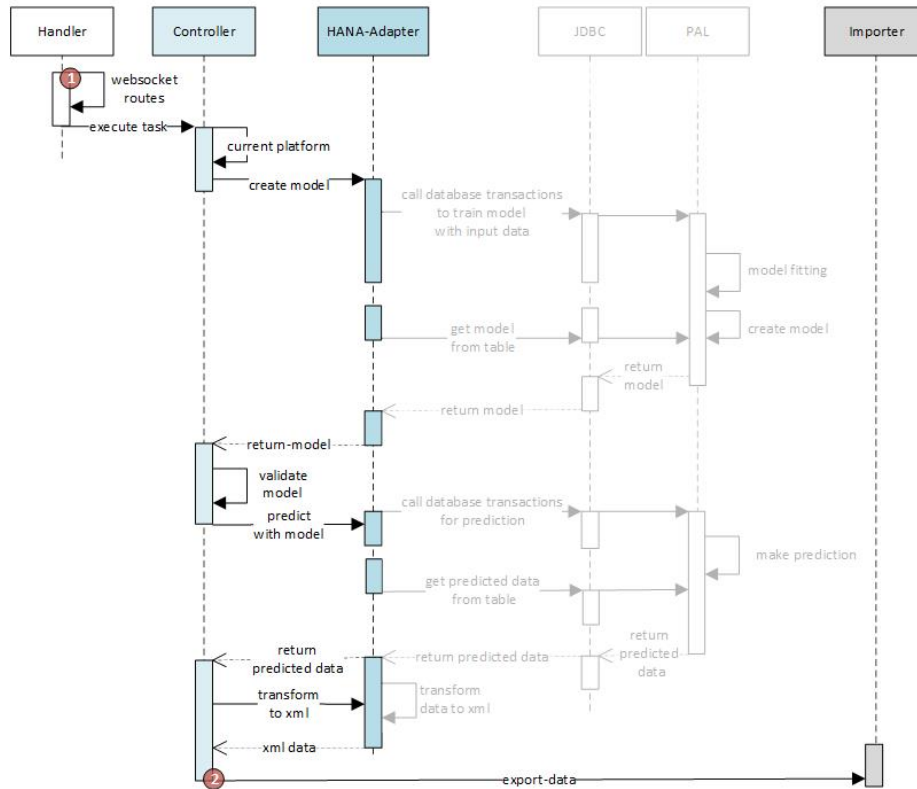 Handler
Controller
HANA-Adapter
JDBC
PAL
Importer
1
websocket
routes
execute task
current platform
create model
call database transactions
to train model
with input data
model fitting
get model
from table
create model
return
model
return model
return-model
validate
model
predict
with model
call database transactions
for prediction
make prediction
get predicted data
from table
return
predicted data
return predicted data
return
predicted
data
transform
to xml
transform
data to xml
xml data
2
export-data